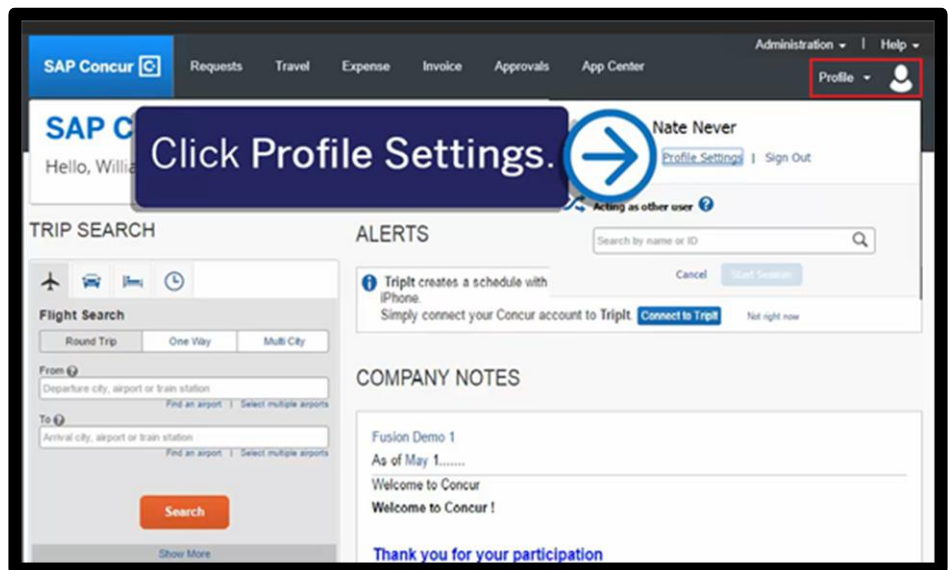 Administration | Help
SAP Concur C Requests Travel Expense Invoice Approvals App Center Profile
SAP C
Hello, Willia
Click Profile Settings.
Nate Never
Profile Settings | Sign Out
Acting as other user ?
Search by name or ID
Cancel Start Session
TRIP SEARCH
Flight Search
Round Trip One Way Multi City
From ?
Departure city, airport or train station
Find an airport | Select multiple airports
To ?
Arrival city, airport or train station
Find an airport | Select multiple airports
Search
Show More
ALERTS
TripIt creates a schedule with
iPhone.
Simply connect your Concur account to TripIt. Connect to TripIt Not right now
COMPANY NOTES
Fusion Demo 1
As of May 1.......
Welcome to Concur
Welcome to Concur !
Thank you for your participation